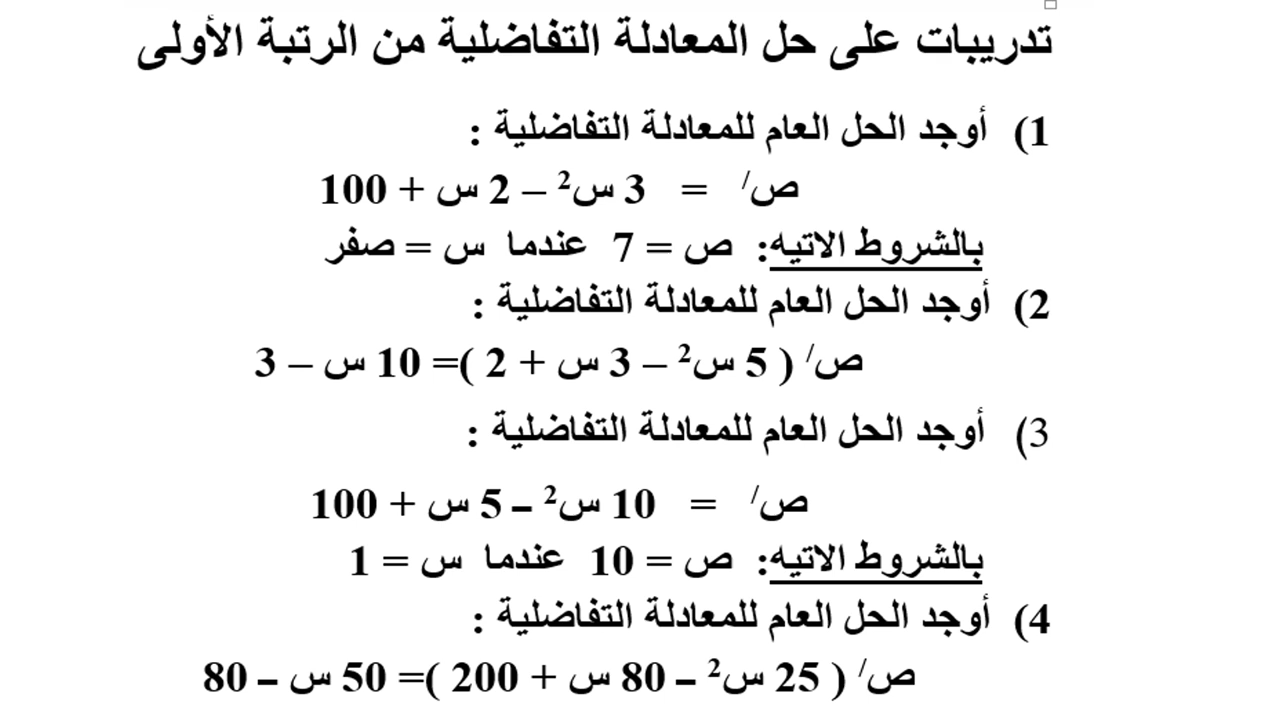 تدريبات على حل المعادلة التفاضلية من الرتبة الأولى
1) أوجد الحل العام للمعادلة التفاضلية :
ص/ = 3 س2 – 2 س + 100
بالشروط الاتيه: ص = 7 عندما س = صفر
2) أوجد الحل العام للمعادلة التفاضلية :
ص/ ( 5 س2 – 3 س + 2 )= 10 س – 3
3) أوجد الحل العام للمعادلة التفاضلية :
ص/ = 10 س2 – 5 س + 100
بالشروط الاتيه: ص = 10 عندما س = 1
4) أوجد الحل العام للمعادلة التفاضلية :
ص/ ( 25 س2 – 80 س + 200 )= 50 س – 80